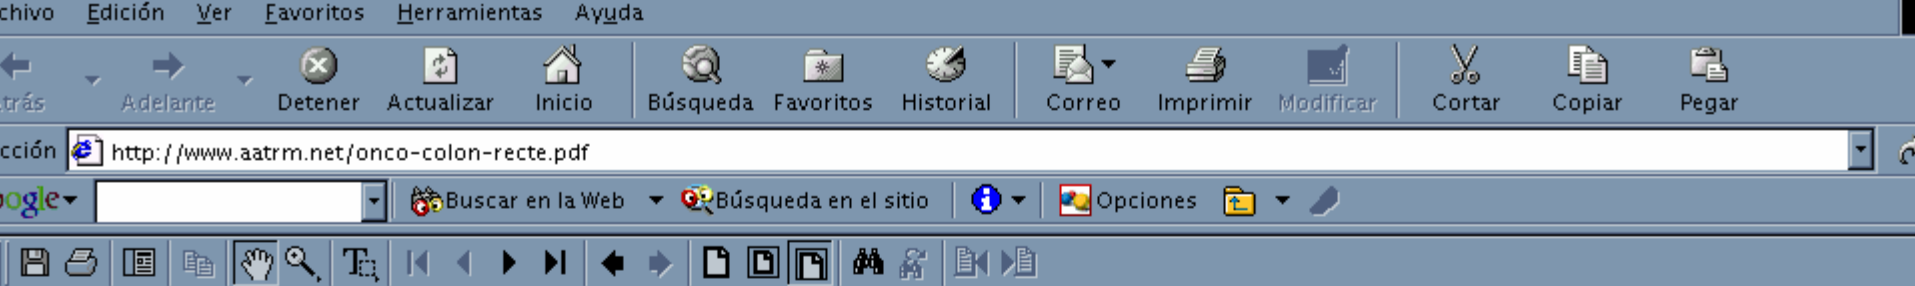 chivo Edición Ver Favoritos Herramientas Ayuda
trás Adelante Detener Actualizar Inicio Búsqueda Favoritos Historial Correo Imprimir Modificar Cortar Copiar Pegar
cción http://www.aatrm.net/onco-colon-recte.pdf
ogle Buscar en la Web Búsqueda en el sitio Opciones